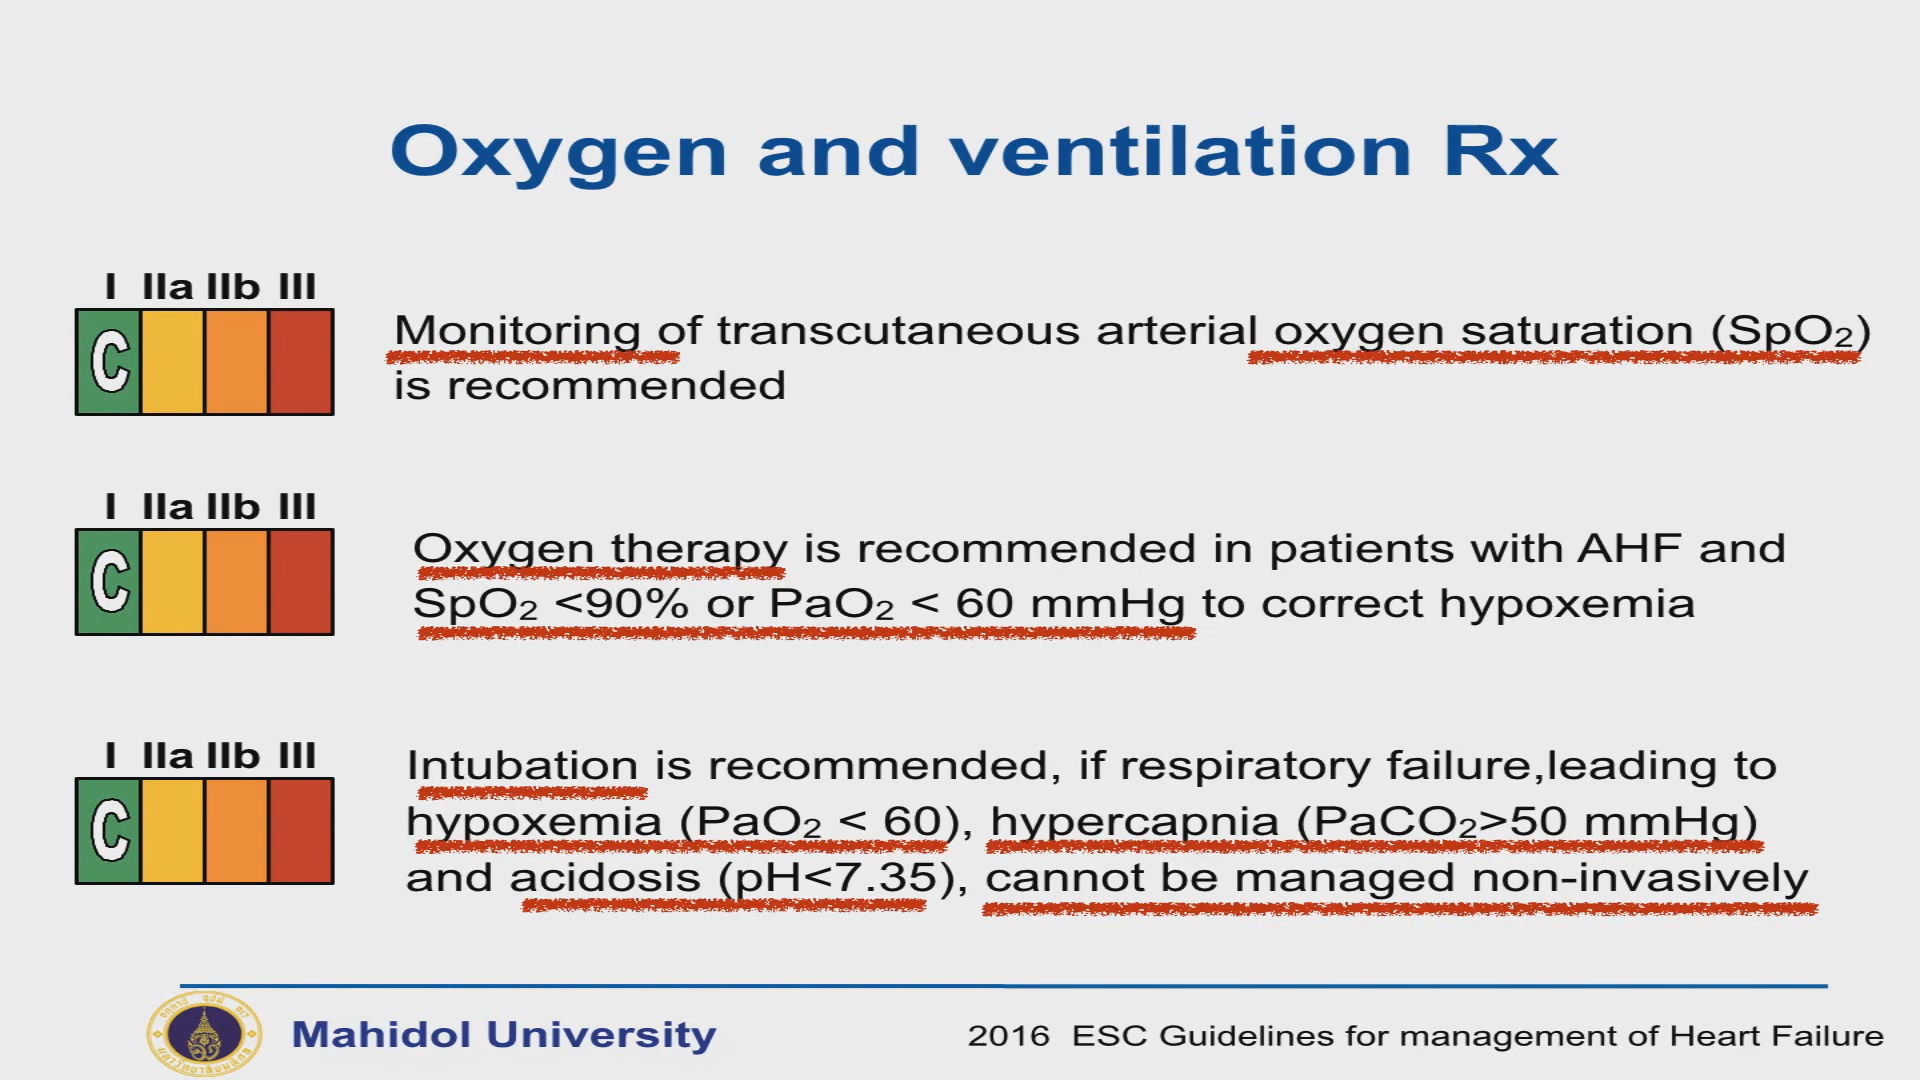 Oxygen and ventilation Rx
I IIa IIb III
C
Monitoring of transcutaneous arterial oxygen saturation (SpO₂)
is recommended
I IIa IIb III
C
Oxygen therapy is recommended in patients with AHF and
SpO₂ <90% or PaO₂ < 60 mmHg to correct hypoxemia
I IIa IIb III
C
Intubation is recommended, if respiratory failure,leading to
hypoxemia (PaO₂ < 60), hypercapnia (PaCO₂>50 mmHg)
and acidosis (pH<7.35), cannot be managed non-invasively
Mahidol University
2016 ESC Guidelines for management of Heart Failure